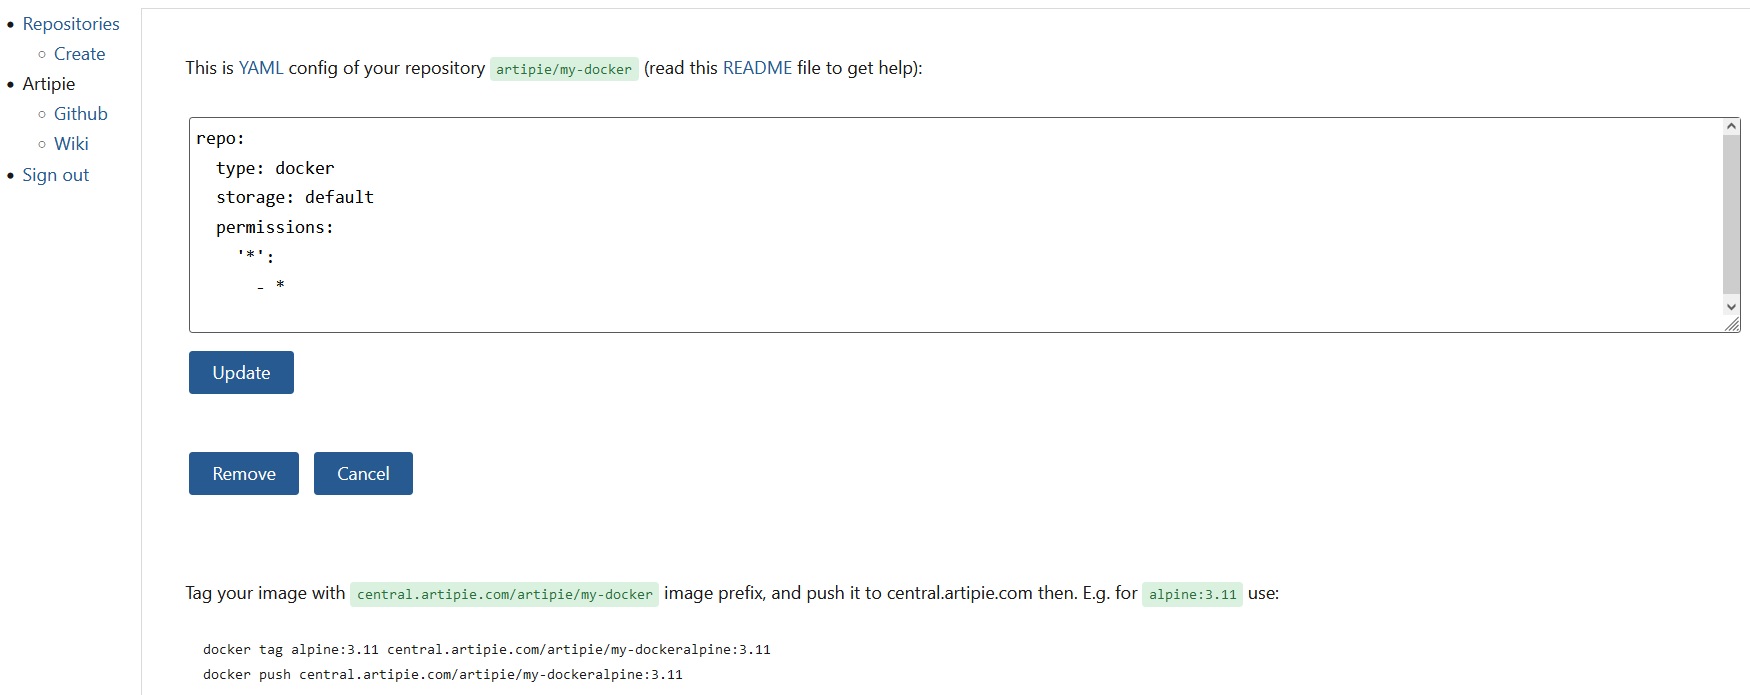 Repositories
Create
Artipie
Github
Wiki
Sign out
This is YAML config of your repository artipie/my-docker (read this README file to get help):
repo:
  type: docker
  storage: default
  permissions:
    '*':
      - *
Update
Remove Cancel
Tag your image with central.artipie.com/artipie/my-docker image prefix, and push it to central.artipie.com then. E.g. for alpine:3.11 use:
docker tag alpine:3.11 central.artipie.com/artipie/my-dockeralpine:3.11
docker push central.artipie.com/artipie/my-dockeralpine:3.11